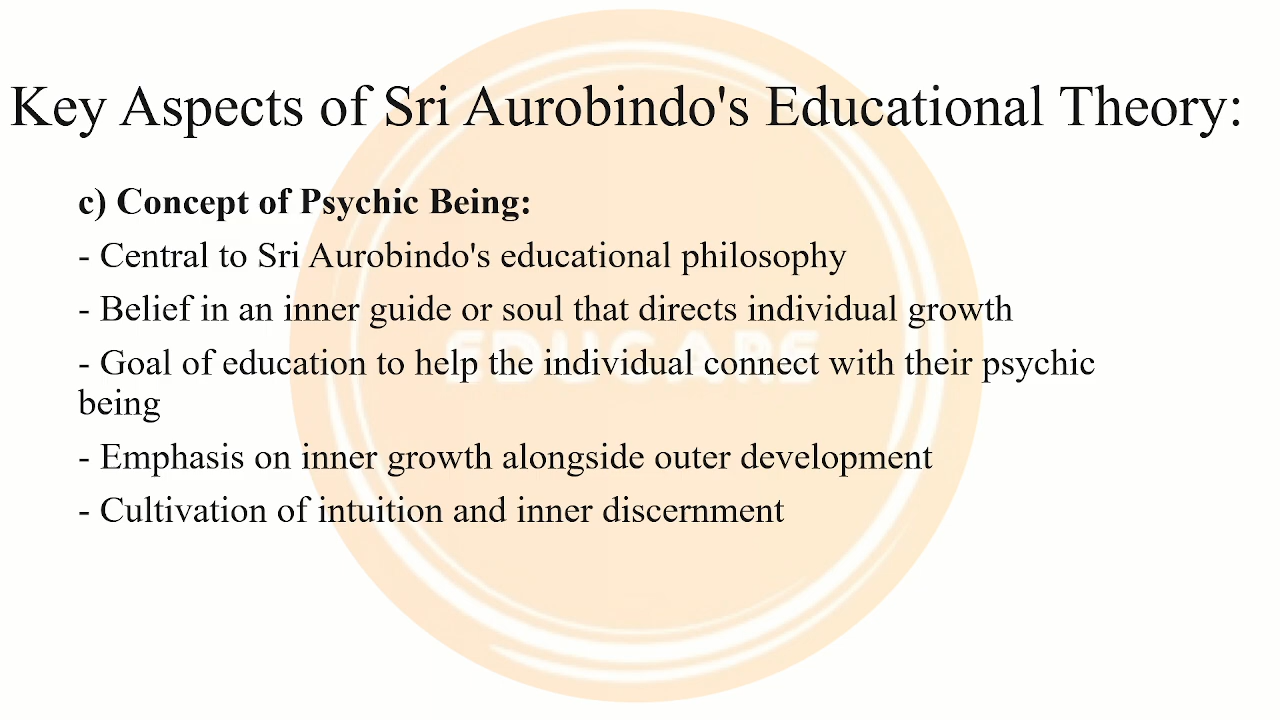 Key Aspects of Sri Aurobindo's Educational Theory:
c) Concept of Psychic Being:
- Central to Sri Aurobindo's educational philosophy
- Belief in an inner guide or soul that directs individual growth
- Goal of education to help the individual connect with their psychic
being
EDUCARE
- Emphasis on inner growth alongside outer development
- Cultivation of intuition and inner discernment